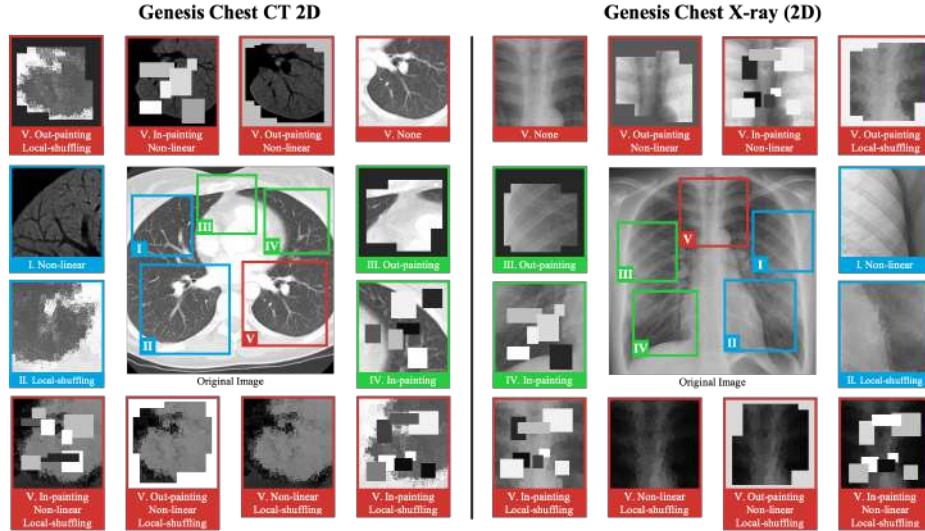 Genesis Chest CT 2D
Genesis Chest X-ray (2D)
V. Out-painting
Local-shuffling
V. In-painting
Non-linear
V. Out-painting
Non-linear
V. None
V. None
V. Out-painting
Non-linear
V. In-painting
Non-linear
V. Out-painting
Local-shuffling
I. Non-linear
I
III
IV
II
V
III. Out-painting
III. Out-painting
V
I
III
IV
II
I. Non-linear
II. Local-shuffling
Original Image
IV. In-painting
IV. In-painting
Original Image
II. Local-shuffling
V. In-painting
Non-linear
Local-shuffling
V. Out-painting
Non-linear
Local-shuffling
V. Non-linear
Local-shuffling
V. In-painting
Local-shuffling
V. In-painting
Local-shuffling
V. Non-linear
Local-shuffling
V. Out-painting
Non-linear
Local-shuffling
V. In-painting
Non-linear
Local-shuffling